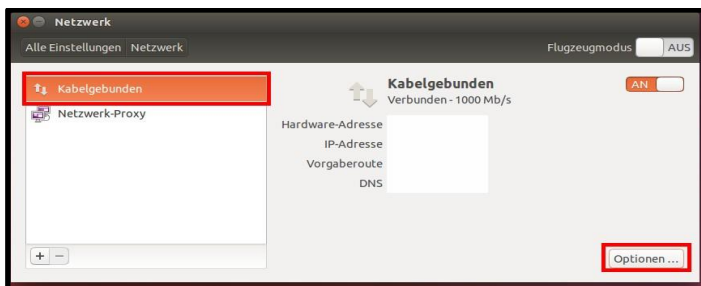 Netzwerk
Alle Einstellungen Netzwerk
Flugzeugmodus AUS
Kabelgebunden
Netzwerk-Proxy
Kabelgebunden
Verbunden - 1000 Mb/s
AN
Hardware-Adresse
IP-Adresse
Vorgaberoute
DNS
+ -
Optionen ...